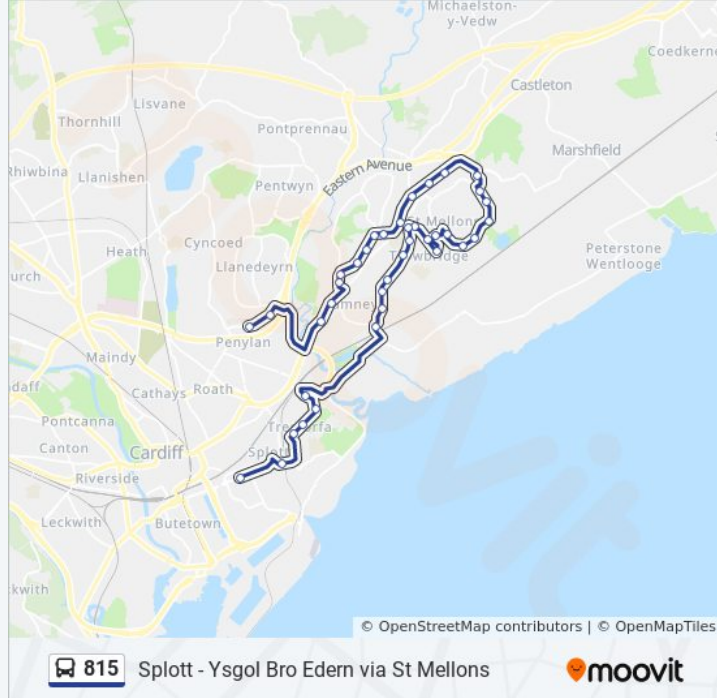 Michaelston-
y-Vedw
Coedkerne
Castleton
Lisvane
Thornhill
Pontprennau
Marshfield
Rhiwbina
Llanishen
Eastern Avenue
Pentwyn
St Mellons
Cyncoed
Peterstone
Wentlooge
Heath
Llanedeyrn
Trowbridge
urch
Rumney
Penylan
Maindy
ndaff
Cathays
Roath
Pontcanna
Tremorfa
Canton
Cardiff
Splott
Riverside
Leckwith
Butetown
ckwith
© OpenStreetMap contributors | © OpenMapTiles
815
Splott - Ysgol Bro Edern via St Mellons
moovit